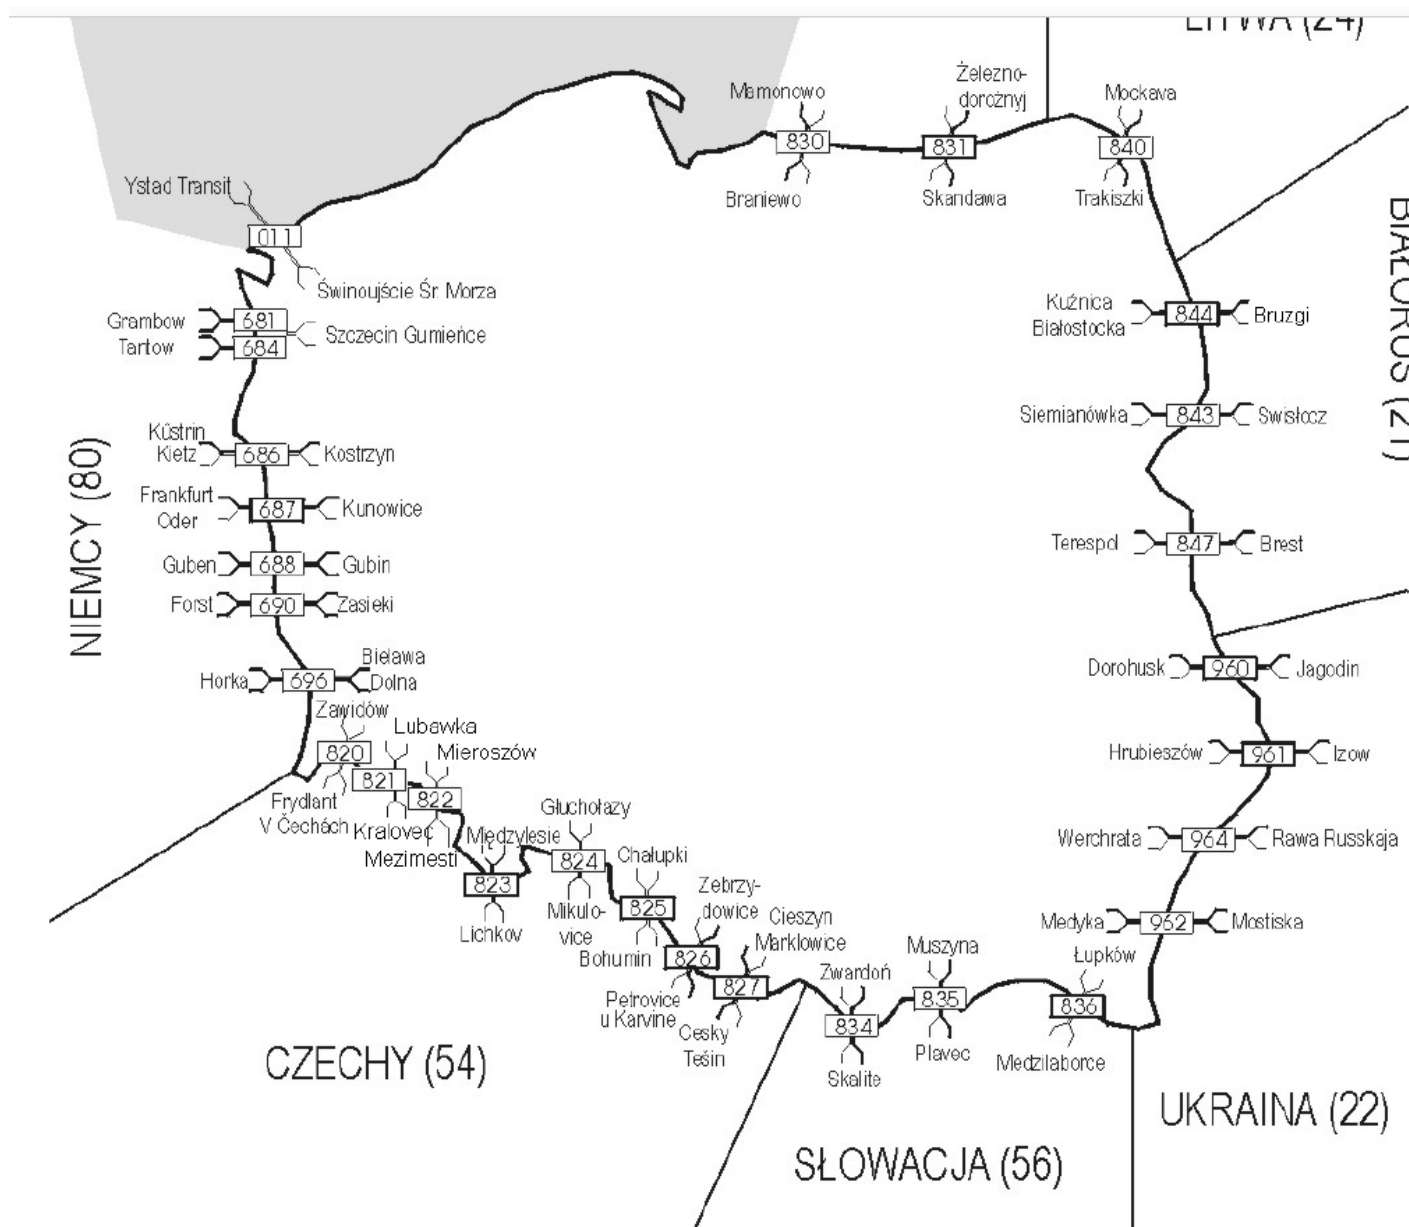 LITWA (24)
Żelezno-
dorożnyj
Mamonowo
Mockava
830
831
840
Braniewo
Skandawa
Trakiszki
Ystad Transit
011
Świnoujście Śr. Morza
BIAŁORUŚ (21)
Grambow
681
Szczecin Gumieńce
Tantow
684
Kuźnica
Białostocka
844
Bruzgi
Siemianówka
843
Swisłocz
NIEMCY (80)
Kűstrin
Kietz
686
Kostrzyn
Frankfurt
Oder
687
Kunowice
Terespol
847
Brest
Guben
688
Gubin
Forst
690
Zasieki
Horka
696
Bielawa
Dolna
Dorohusk
960
Jagodin
Zawidów
820
Frydlant
V Čechách
Lubawka
821
Kralovec
Mieroszów
822
Mezimesti
Hrubieszów
961
Izow
Międzylesie
823
Lichkov
Głuchołazy
824
Mikulo-
vice
Werchrata
964
Rawa Russkaja
Chałupki
825
Bohumin
Zebrzy-
dowice
826
Petrovice
u Karvine
Cieszyn
Marklowice
827
Cesky
Tešin
Medyka
962
Mostiska
Zwardoń
834
Skalite
Muszyna
835
Plavec
Łupków
836
Medzilaborce
CZECHY (54)
SŁOWACJA (56)
UKRAINA (22)